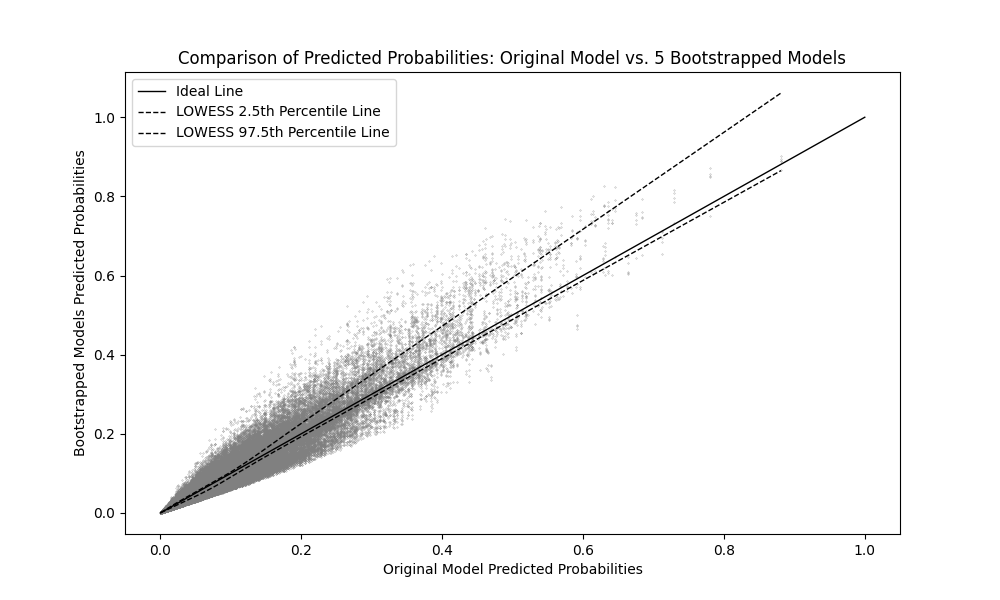 Comparison of Predicted Probabilities: Original Model vs. 5 Bootstrapped Models
Ideal Line
LOWESS 2.5th Percentile Line
LOWESS 97.5th Percentile Line
Bootstrapped Models Predicted Probabilities
1.0
0.8
0.6
0.4
0.2
0.0
0.0 0.2 0.4 0.6 0.8 1.0
Original Model Predicted Probabilities